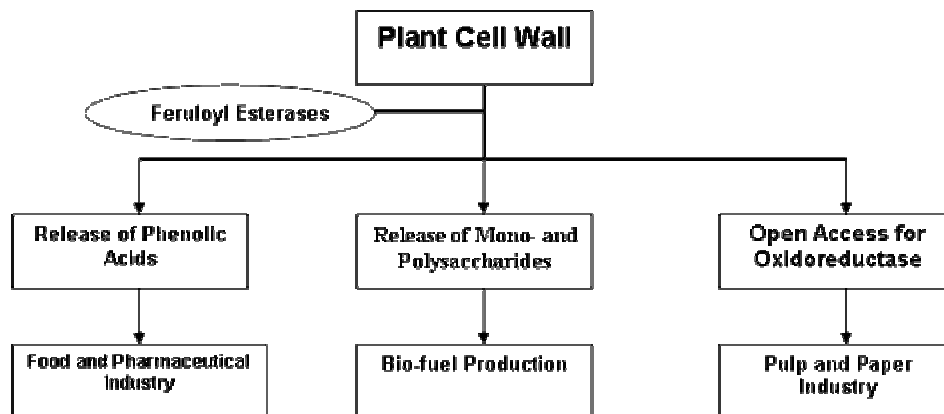 Plant Cell Wall
Feruloyl Esterases
Release of Phenolic
Acids
Release of Mono- and
Polysaccharides
Open Access for
Oxidoreductase
Food and Pharmaceutical
Industry
Bio-fuel Production
Pulp and Paper
Industry